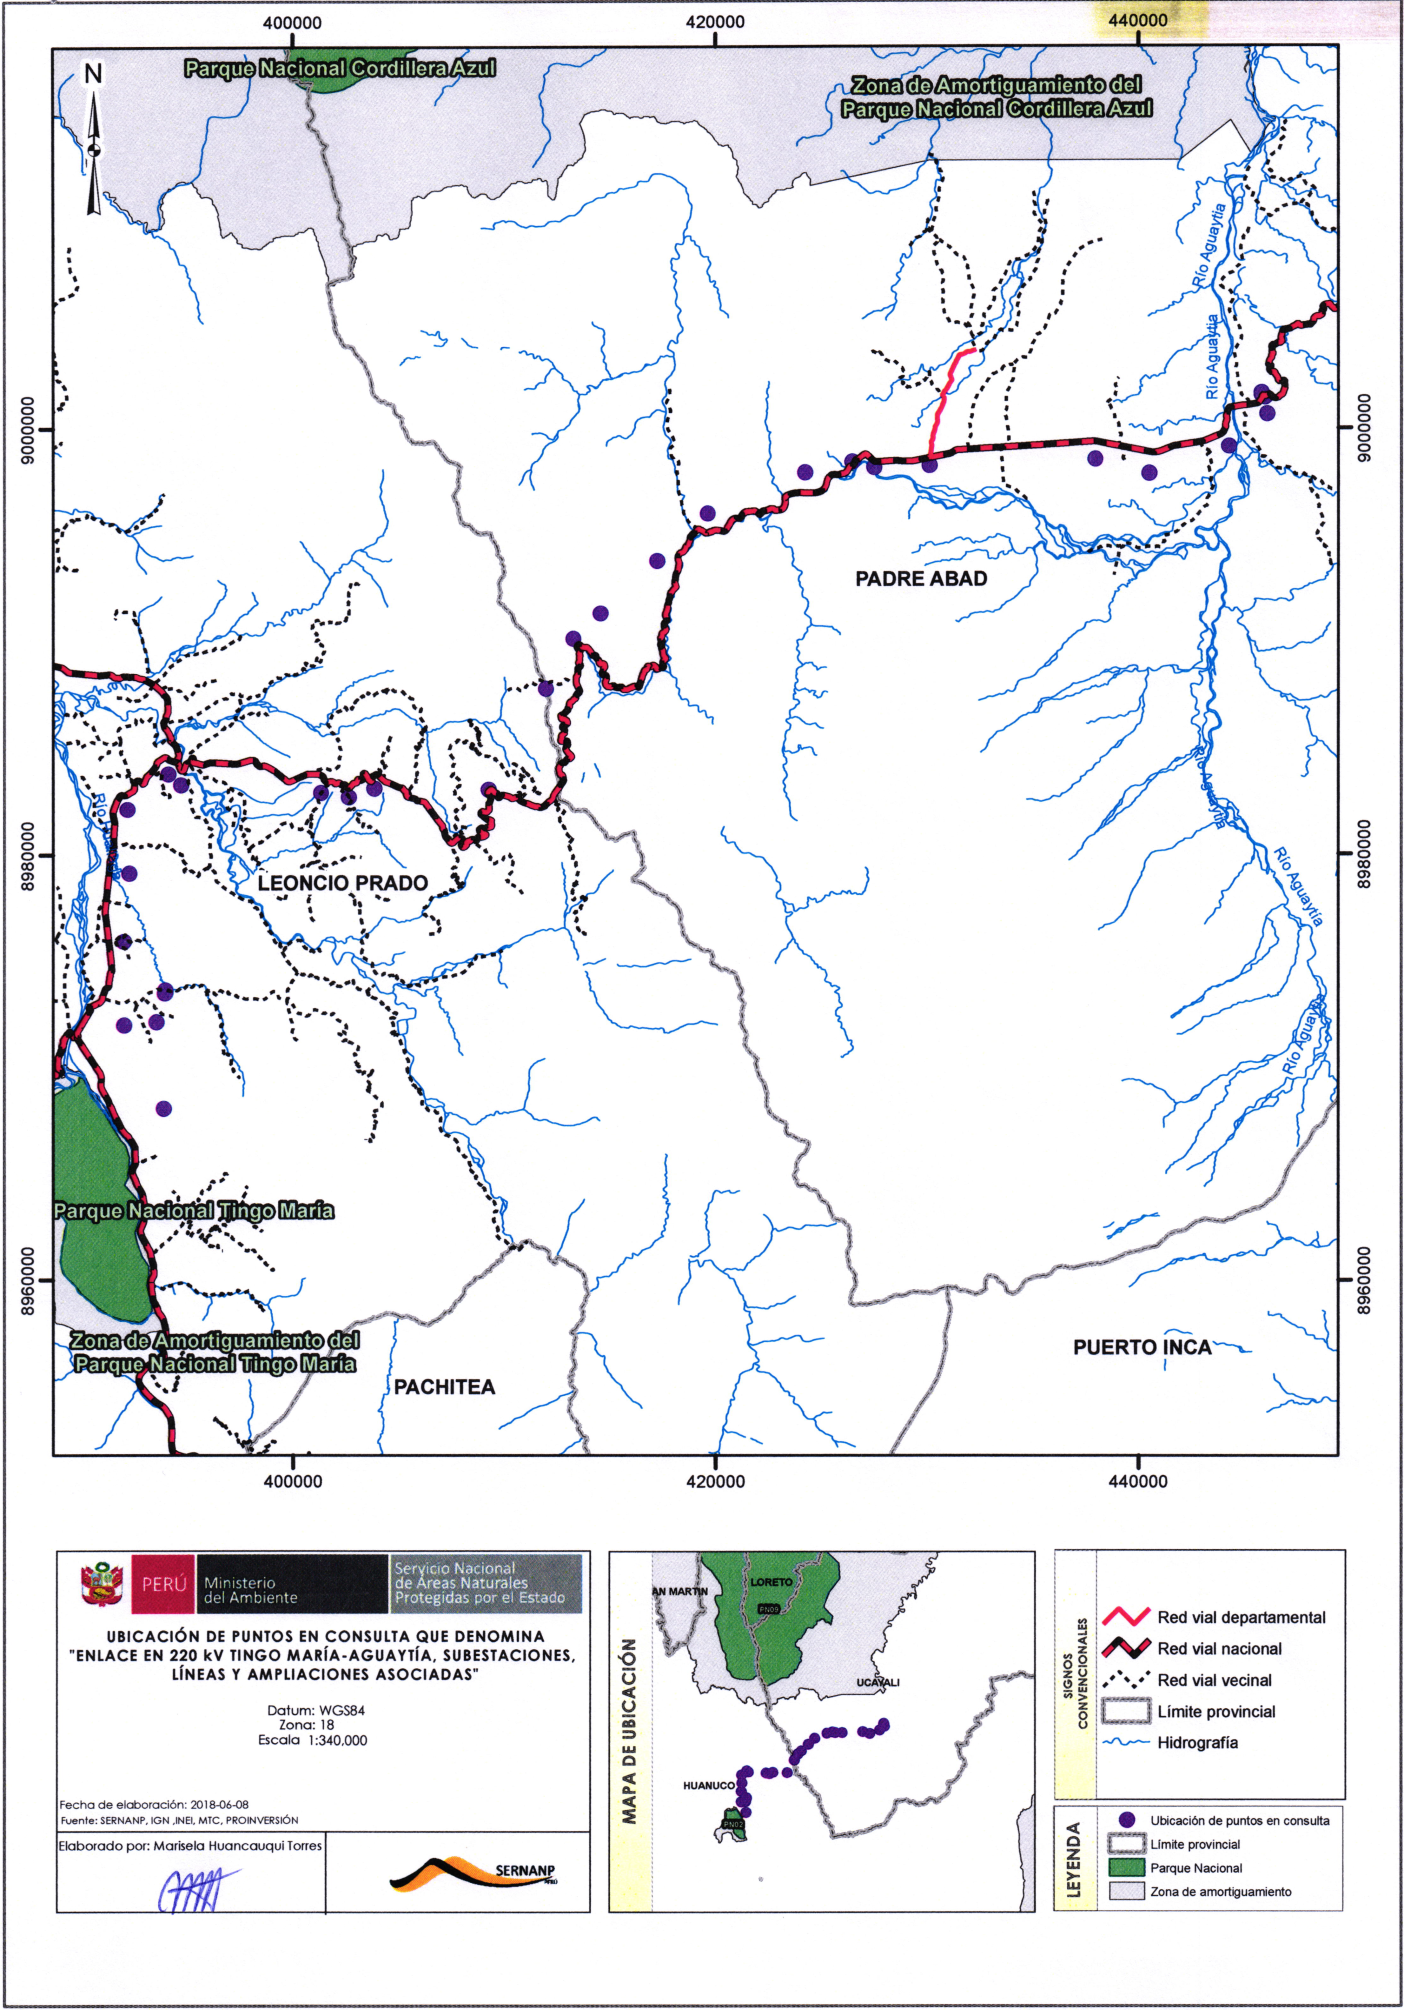 400000
420000
440000
Parque Nacional Cordillera Azul
Zona de Amortiguamiento del
Parque Nacional Cordillera Azul
N
Río Aguaytia
Río Aguaytia
9000000
9000000
PADRE ABAD
8980000
8980000
LEONCIO PRADO
Río Aguaytía
Parque Nacional Tingo María
8960000
8960000
Zona de Amortiguamiento del
Parque Nacional Tingo María
PACHITEA
PUERTO INCA
400000
420000
440000
PERÚ
Ministerio
del Ambiente
Servicio Nacional
de Áreas Naturales
Protegidas por el Estado
UBICACIÓN DE PUNTOS EN CONSULTA QUE DENOMINA
"ENLACE EN 220 kV TINGO MARÍA-AGUAYTÍA, SUBESTACIONES,
LÍNEAS Y AMPLIACIONES ASOCIADAS"
Datum: WGS84
Zona: 18
Escala 1:340,000
Fecha de elaboración: 2018-06-08
Fuente: SERNANP, IGN ,INEI, MTC, PROINVERSIÓN
Elaborado por: Marisela Huancauqui Torres
SERNANP
PERÚ
MAPA DE UBICACIÓN
AN MARTIN
LORETO
PN09
UCAYALI
HUANUCO
PN02
SIGNOS
CONVENCIONALES
Red vial departamental
Red vial nacional
Red vial vecinal
Límite provincial
Hidrografía
LEYENDA
Ubicación de puntos en consulta
Límite provincial
Parque Nacional
Zona de amortiguamiento